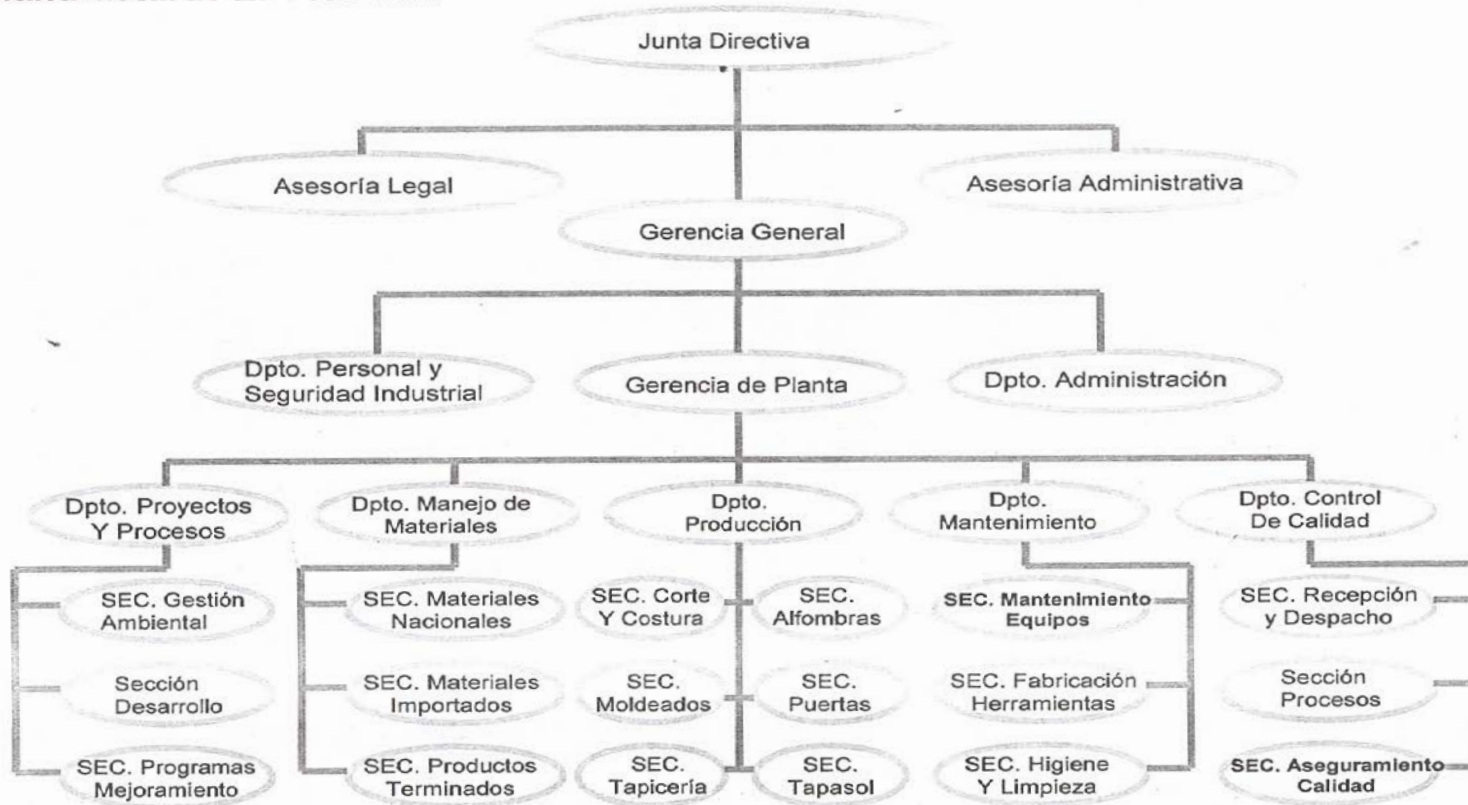 Junta Directiva
Asesoría Legal
Asesoría Administrativa
Gerencia General
Dpto. Personal y
Seguridad Industrial
Gerencia de Planta
Dpto. Administración
Dpto. Proyectos
Y Procesos
Dpto. Manejo de
Materiales
Dpto.
Producción
Dpto.
Mantenimiento
Dpto. Control
De Calidad
SEC. Gestión
Ambiental
SEC. Materiales
Nacionales
SEC. Corte
Y Costura
SEC.
Alfombras
SEC. Mantenimiento
Equipos
SEC. Recepción
y Despacho
Sección
Desarrollo
SEC. Materiales
Importados
SEC.
Moldeados
SEC.
Puertas
SEC. Fabricación
Herramientas
Sección
Procesos
SEC. Programas
Mejoramiento
SEC. Productos
Terminados
SEC.
Tapicería
SEC.
Tapasol
SEC. Higiene
Y Limpieza
SEC. Aseguramiento
Calidad